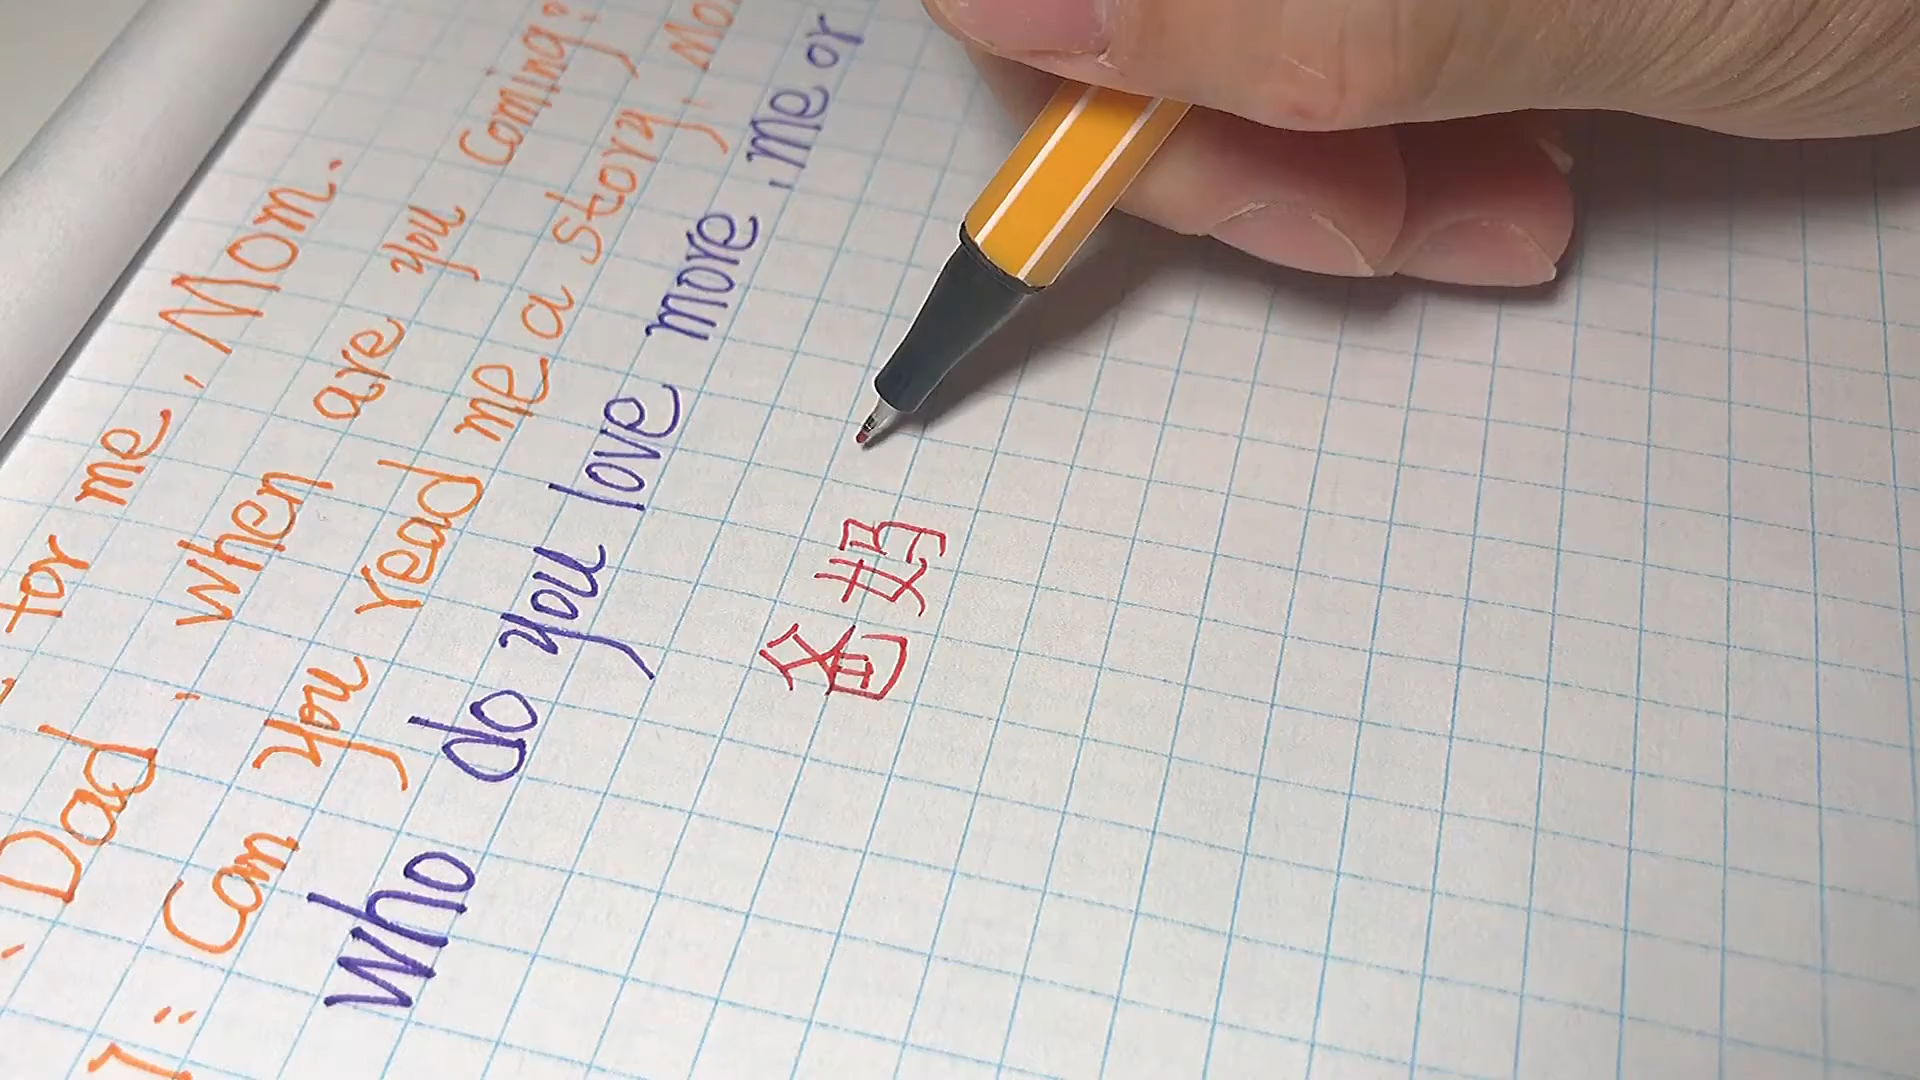 for me, Mom.
: Dad, when are you Coming:
: Can you read me a story, Mo
Who do you love more, me or
爸妈